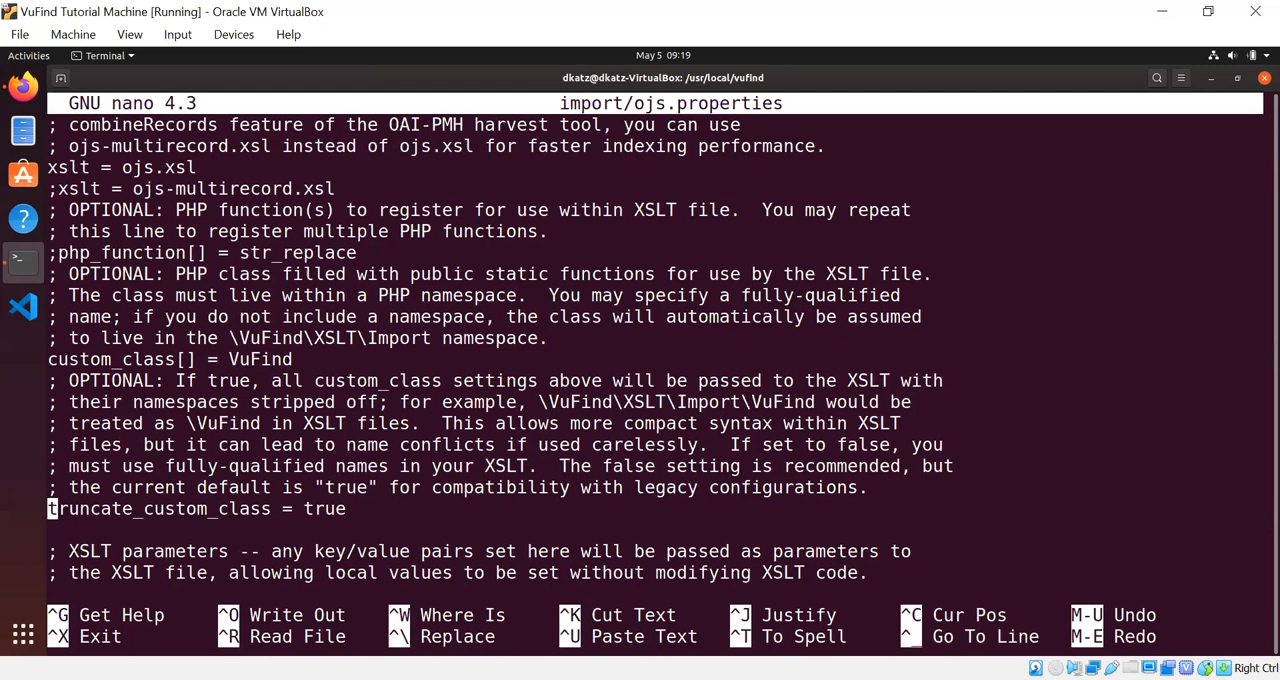 VuFind Tutorial Machine [Running] - Oracle VM VirtualBox
File Machine View Input Devices Help
Activities Terminal May 5 09:19
dkatz@dkatz-VirtualBox: /usr/local/vufind
GNU nano 4.3 import/ojs.properties
; combineRecords feature of the OAI-PMH harvest tool, you can use
; ojs-multirecord.xsl instead of ojs.xsl for faster indexing performance.
xslt = ojs.xsl
;xslt = ojs-multirecord.xsl
; OPTIONAL: PHP function(s) to register for use within XSLT file.  You may repeat
; this line to register multiple PHP functions.
;php_function[] = str_replace
; OPTIONAL: PHP class filled with public static functions for use by the XSLT file.
; The class must live within a PHP namespace.  You may specify a fully-qualified
; name; if you do not include a namespace, the class will automatically be assumed
; to live in the \VuFind\XSLT\Import namespace.
custom_class[] = VuFind
; OPTIONAL: If true, all custom_class settings above will be passed to the XSLT with
; their namespaces stripped off; for example, \VuFind\XSLT\Import\VuFind would be
; treated as \VuFind in XSLT files.  This allows more compact syntax within XSLT
; files, but it can lead to name conflicts if used carelessly.  If set to false, you
; must use fully-qualified names in your XSLT.  The false setting is recommended, but
; the current default is "true" for compatibility with legacy configurations.
truncate_custom_class = true
; XSLT parameters -- any key/value pairs set here will be passed as parameters to
; the XSLT file, allowing local values to be set without modifying XSLT code.
^G Get Help ^O Write Out ^W Where Is ^K Cut Text ^J Justify ^C Cur Pos M-U Undo
^X Exit ^R Read File ^\ Replace ^U Paste Text ^T To Spell ^_ Go To Line M-E Redo
Right Ctrl